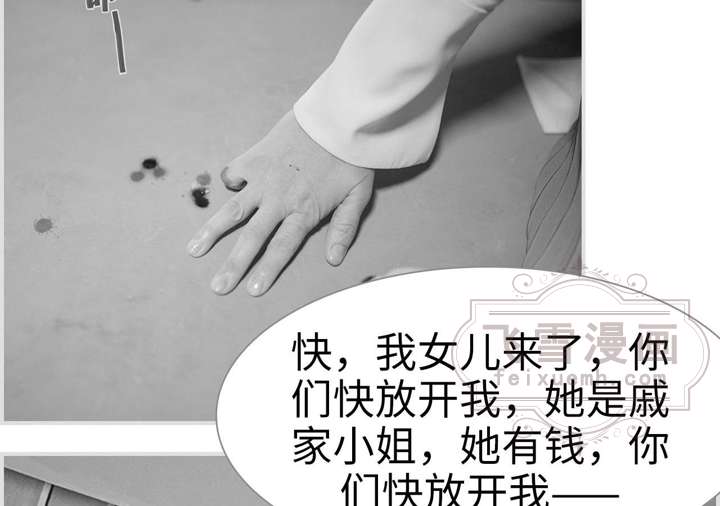 快，我女儿来了，你
们快放开我，她是戚
家小姐，她有钱，你
们快放开我——
飞雪漫画
feixuemh.com